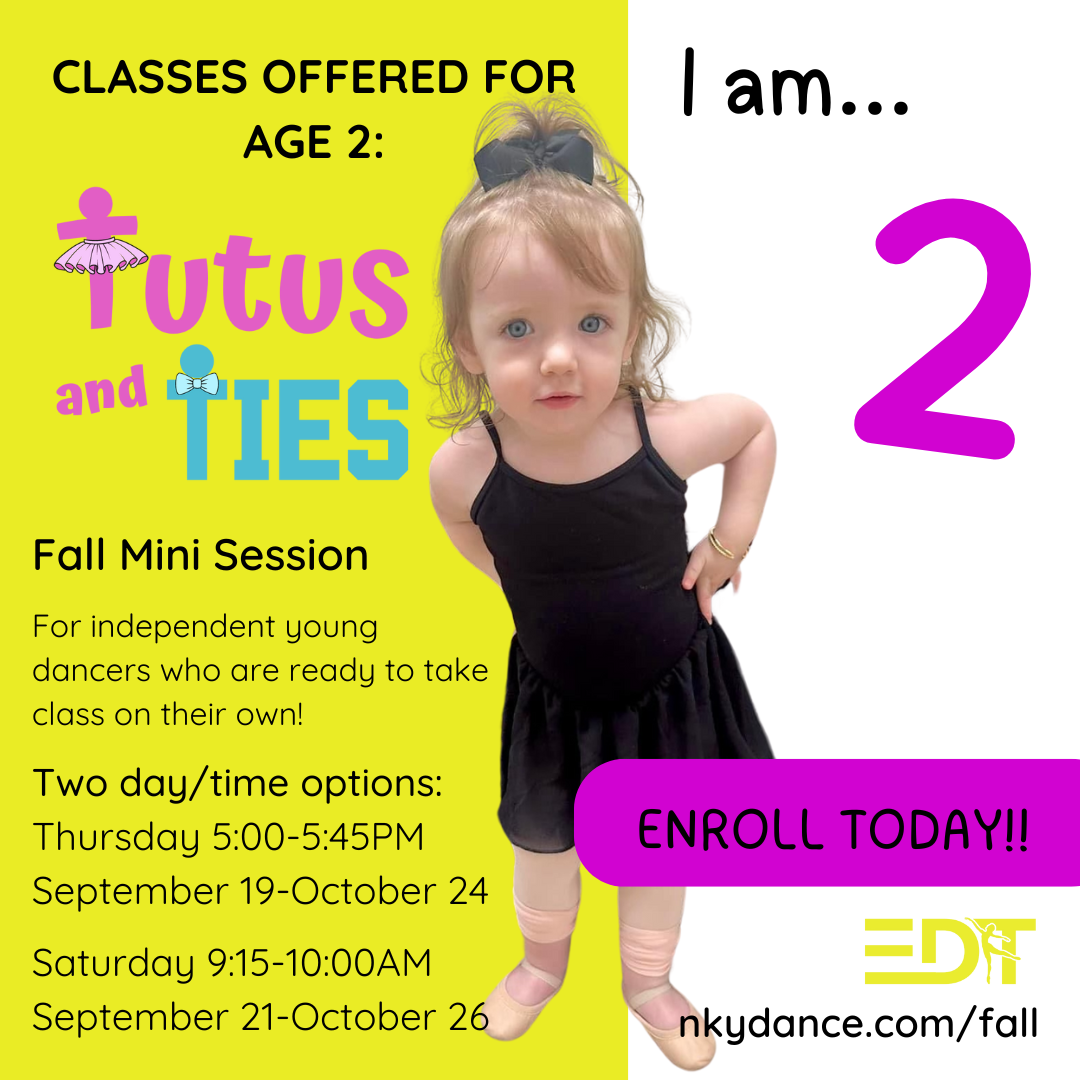 CLASSES OFFERED FOR
AGE 2:
Tutus
and TIES
Fall Mini Session
For independent young
dancers who are ready to take
class on their own!
Two day/time options:
Thursday 5:00-5:45PM
September 19-October 24
Saturday 9:15-10:00AM
September 21-October 26
I am...
2
ENROLL TODAY!!
EDT
nkydance.com/fall